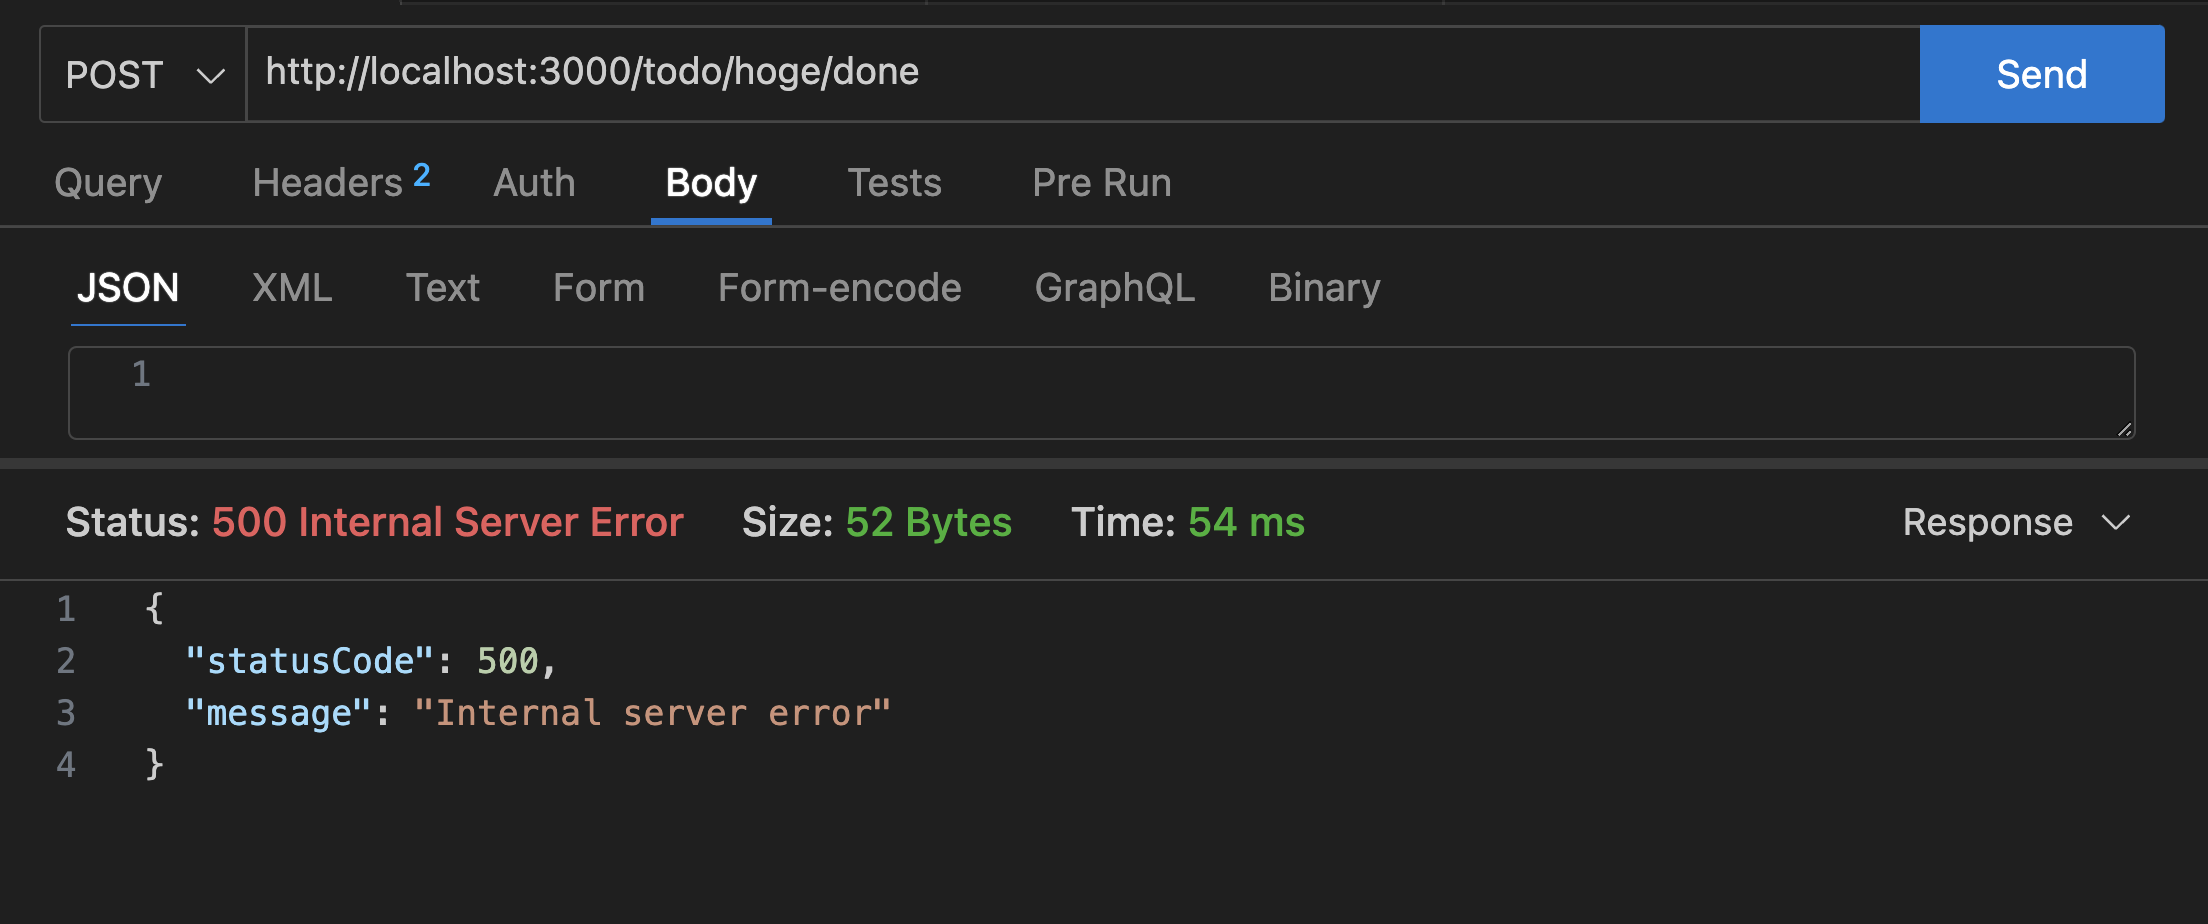 POST http://localhost:3000/todo/hoge/done Send
Query Headers 2 Auth Body Tests Pre Run
JSON XML Text Form Form-encode GraphQL Binary
1
Status: 500 Internal Server Error Size: 52 Bytes Time: 54 ms Response
1 {
2 "statusCode": 500,
3 "message": "Internal server error"
4 }